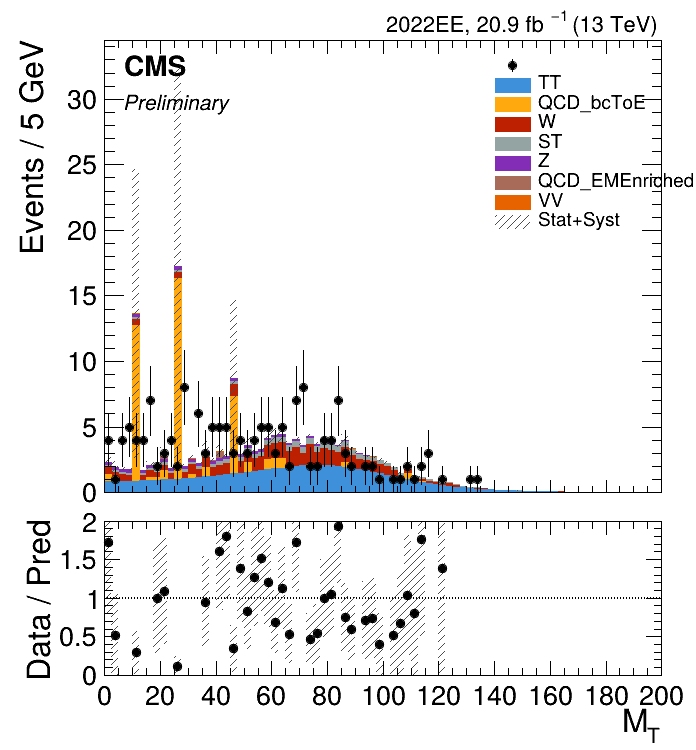 2022EE, 20.9 fb⁻¹ (13 TeV)
CMS
Preliminary
TT
QCD_bcToE
W
ST
Z
QCD_EMEnriched
VV
Stat+Syst
Events / 5 GeV
30
25
20
15
10
5
0
Data / Pred
2
1.5
1
0.5
0
0 20 40 60 80 100 120 140 160 180 200
M_T